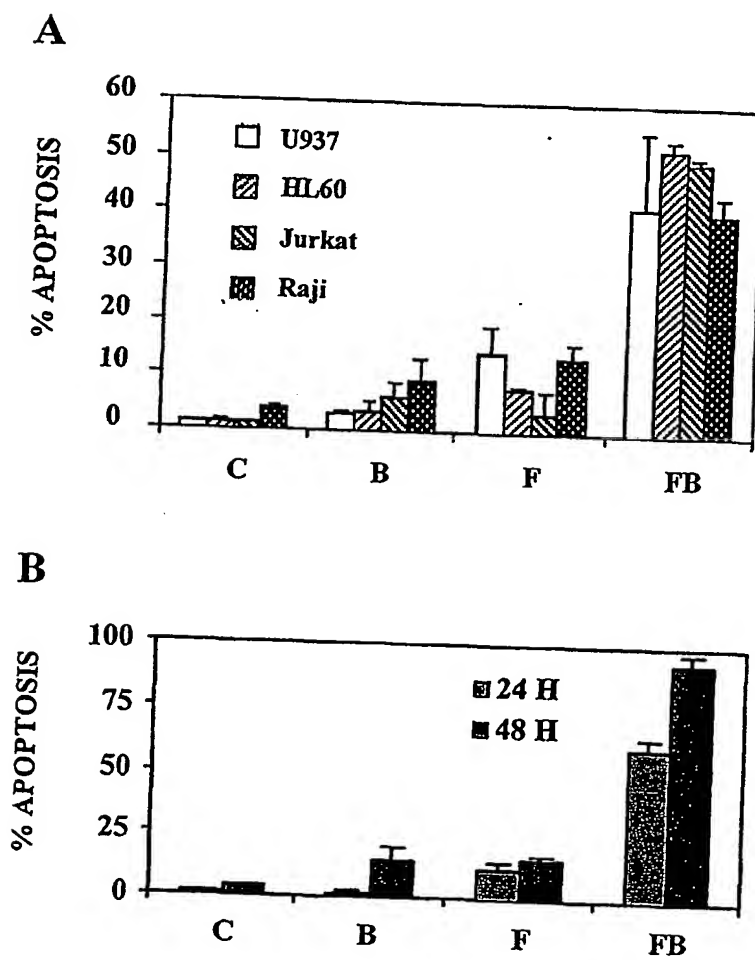 A
60
50
40
30
20
10
0
% APOPTOSIS
U937
HL60
Jurkat
Raji
C B F FB
B
100
75
50
25
0
% APOPTOSIS
24 H
48 H
C B F FB